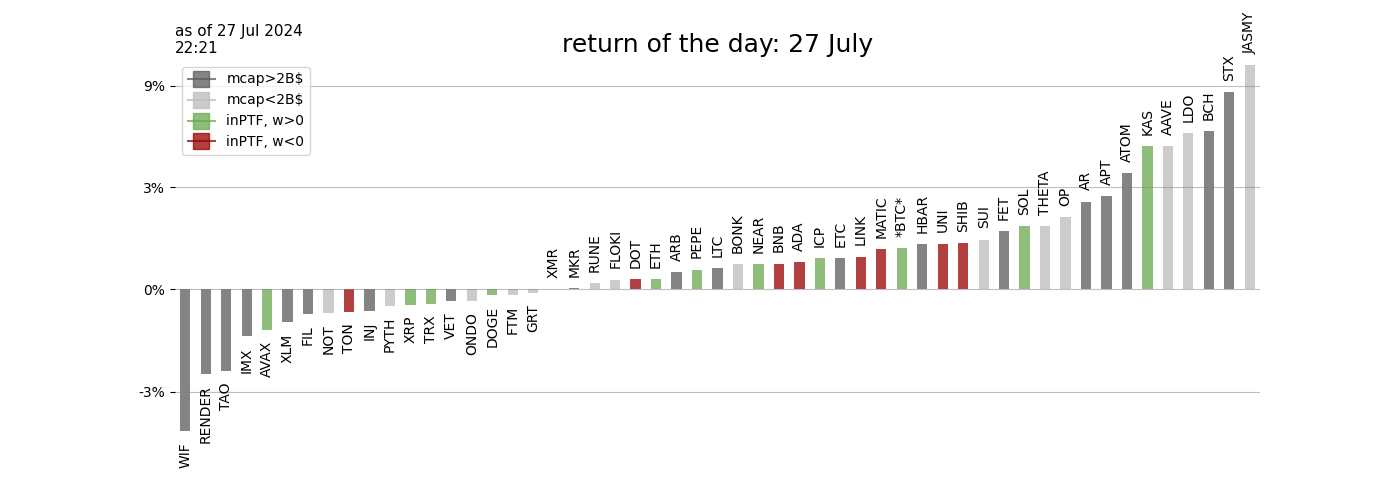 as of 27 Jul 2024
22:21
return of the day: 27 July
mcap>2B$
mcap<2B$
inPTF, w>0
inPTF, w<0
9%
3%
0%
-3%
WIF
RENDER
TAO
IMX
AVAX
XLM
FIL
NOT
TON
INJ
PYTH
XRP
TRX
VET
ONDO
DOGE
FTM
GRT
XMR
MKR
RUNE
FLOKI
DOT
ETH
ARB
PEPE
LTC
BONK
NEAR
BNB
ADA
ICP
ETC
LINK
MATIC
*BTC*
HBAR
UNI
SHIB
SUI
FET
SOL
THETA
OP
AR
APT
ATOM
KAS
AAVE
LDO
BCH
STX
JASMY